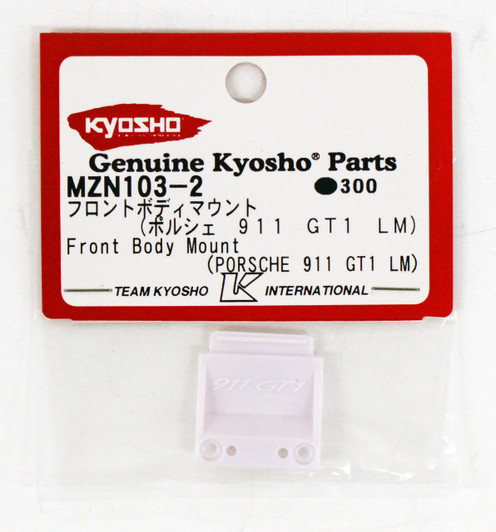 KYOSHO
Genuine Kyosho® Parts
MZN103-2 ●300
フロントボディマウント
(ポルシェ 911 GT1 LM)
Front Body Mount
(PORSCHE 911 GT1 LM)
TEAM KYOSHO K INTERNATIONAL
911 GT1